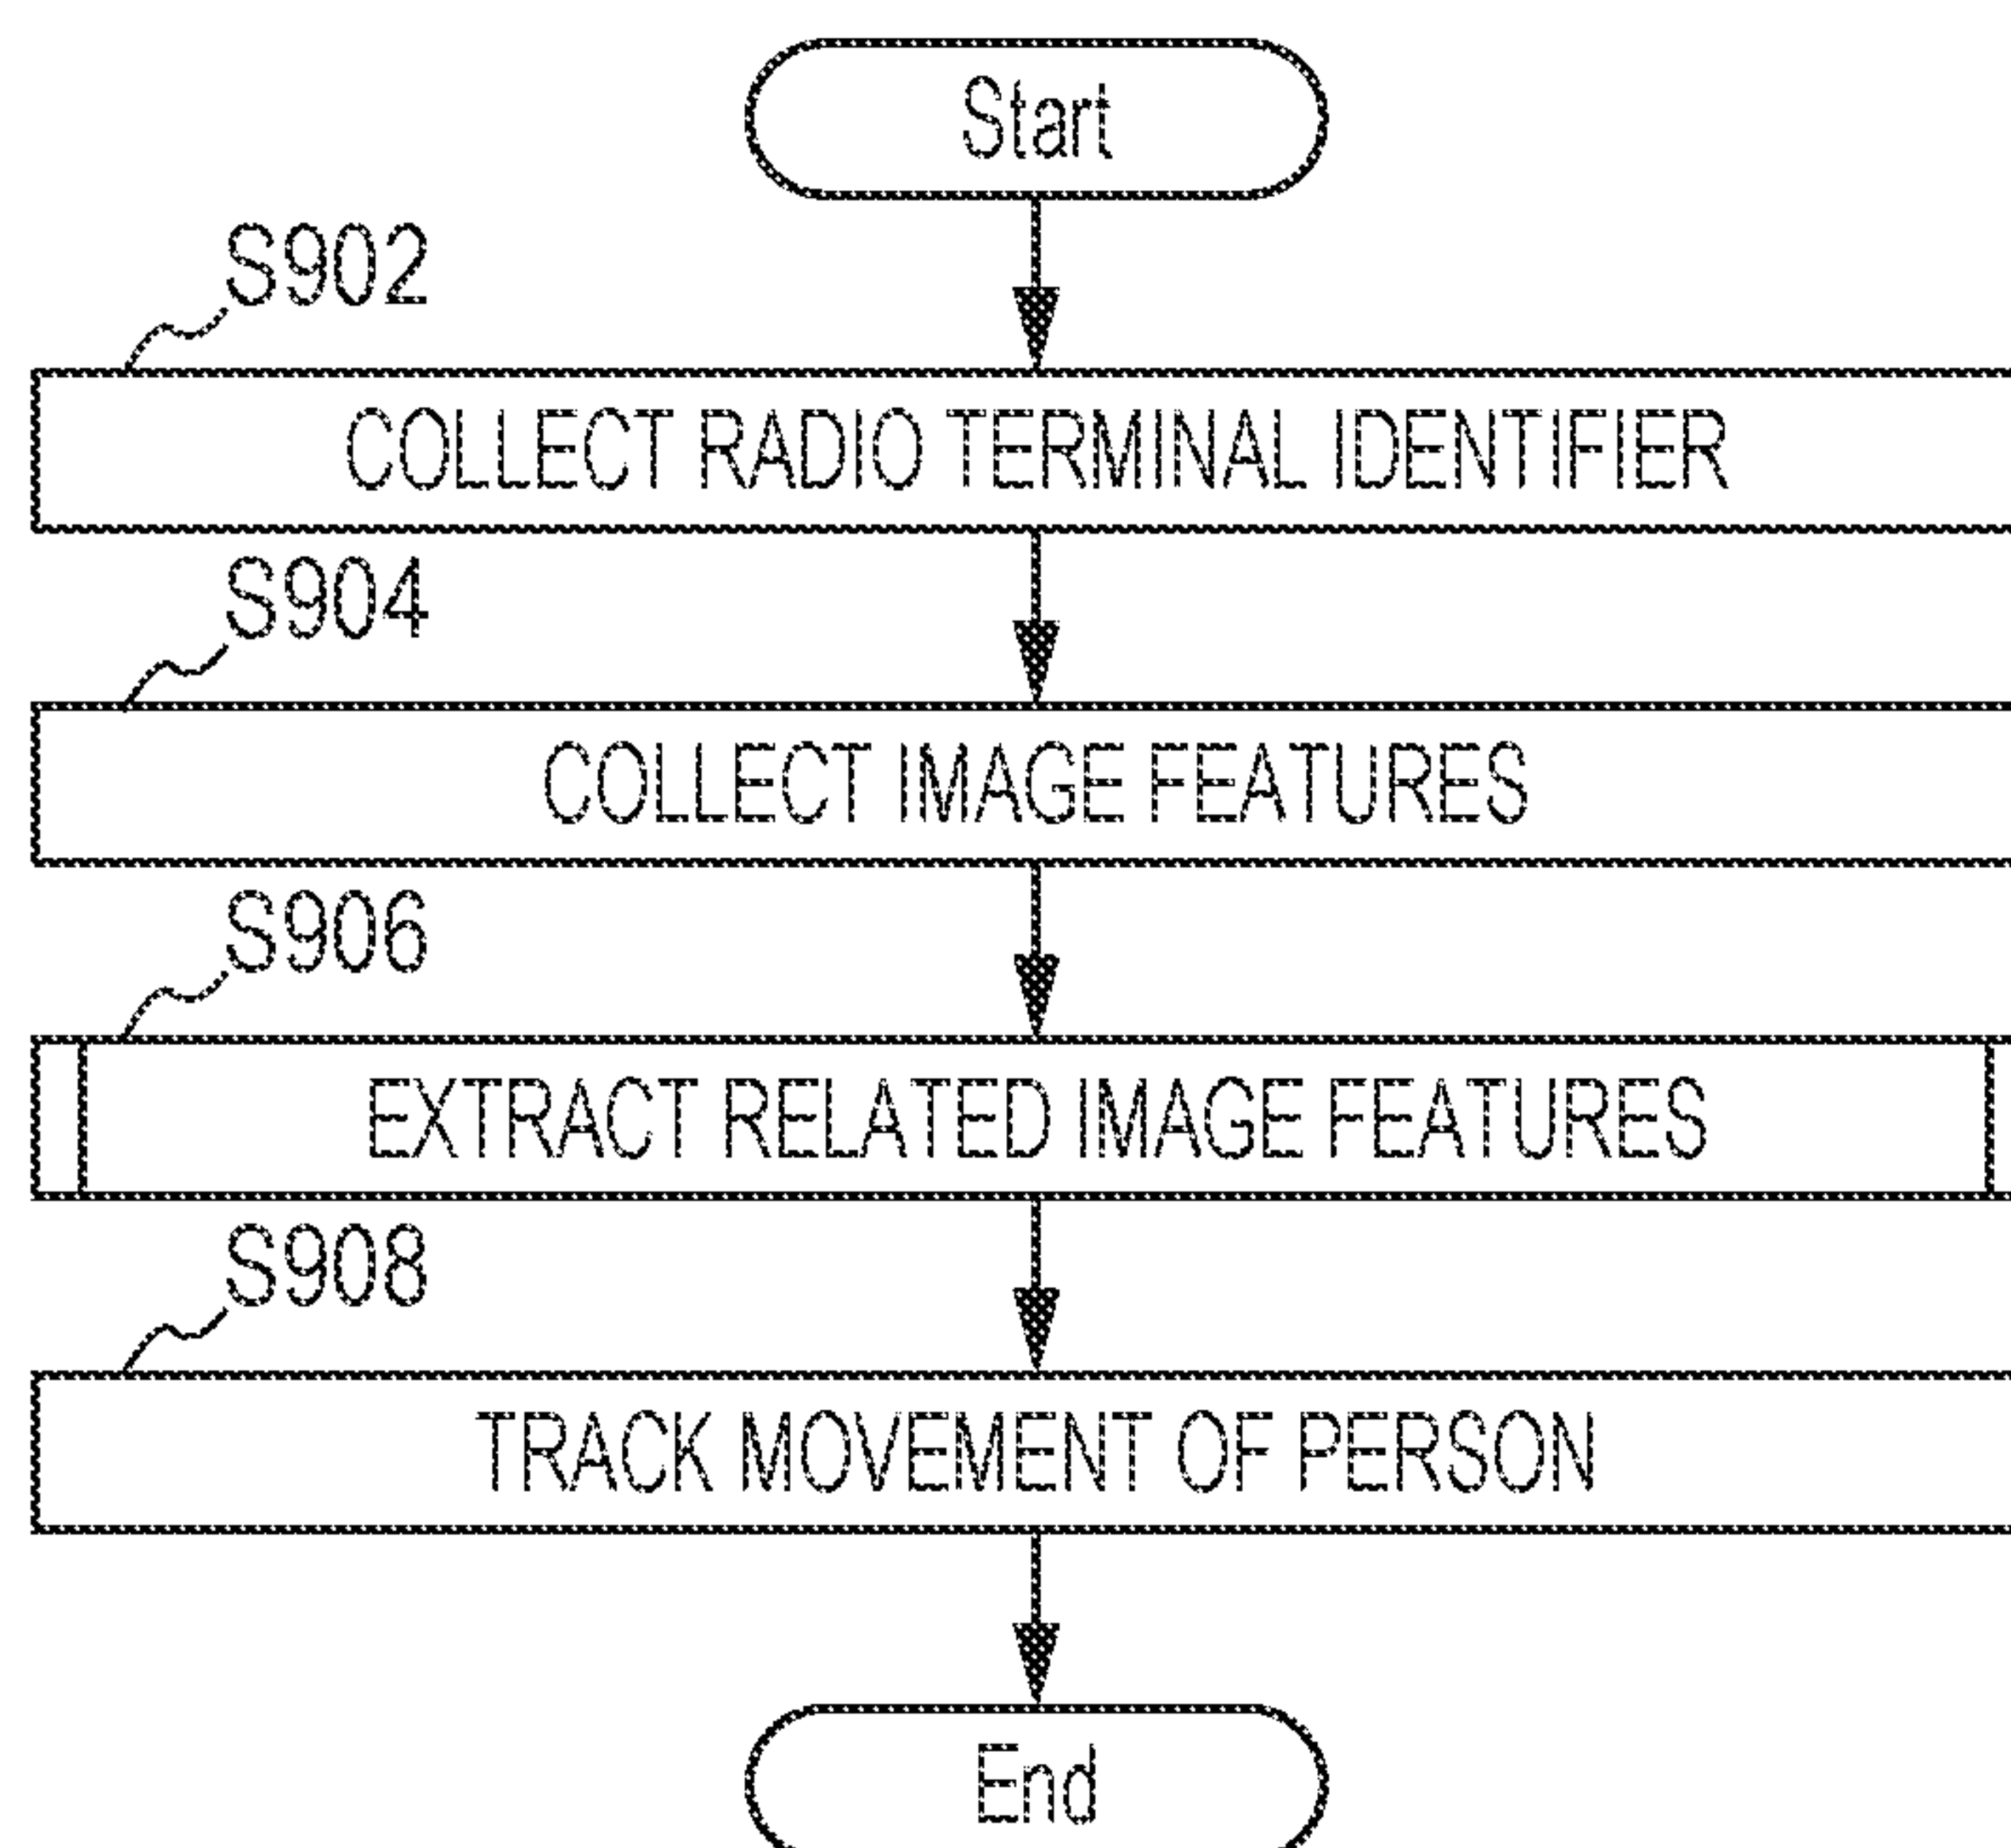 Start
S902
COLLECT RADIO TERMINAL IDENTIFIER
S904
COLLECT IMAGE FEATURES
S906
EXTRACT RELATED IMAGE FEATURES
S908
TRACK MOVEMENT OF PERSON
End